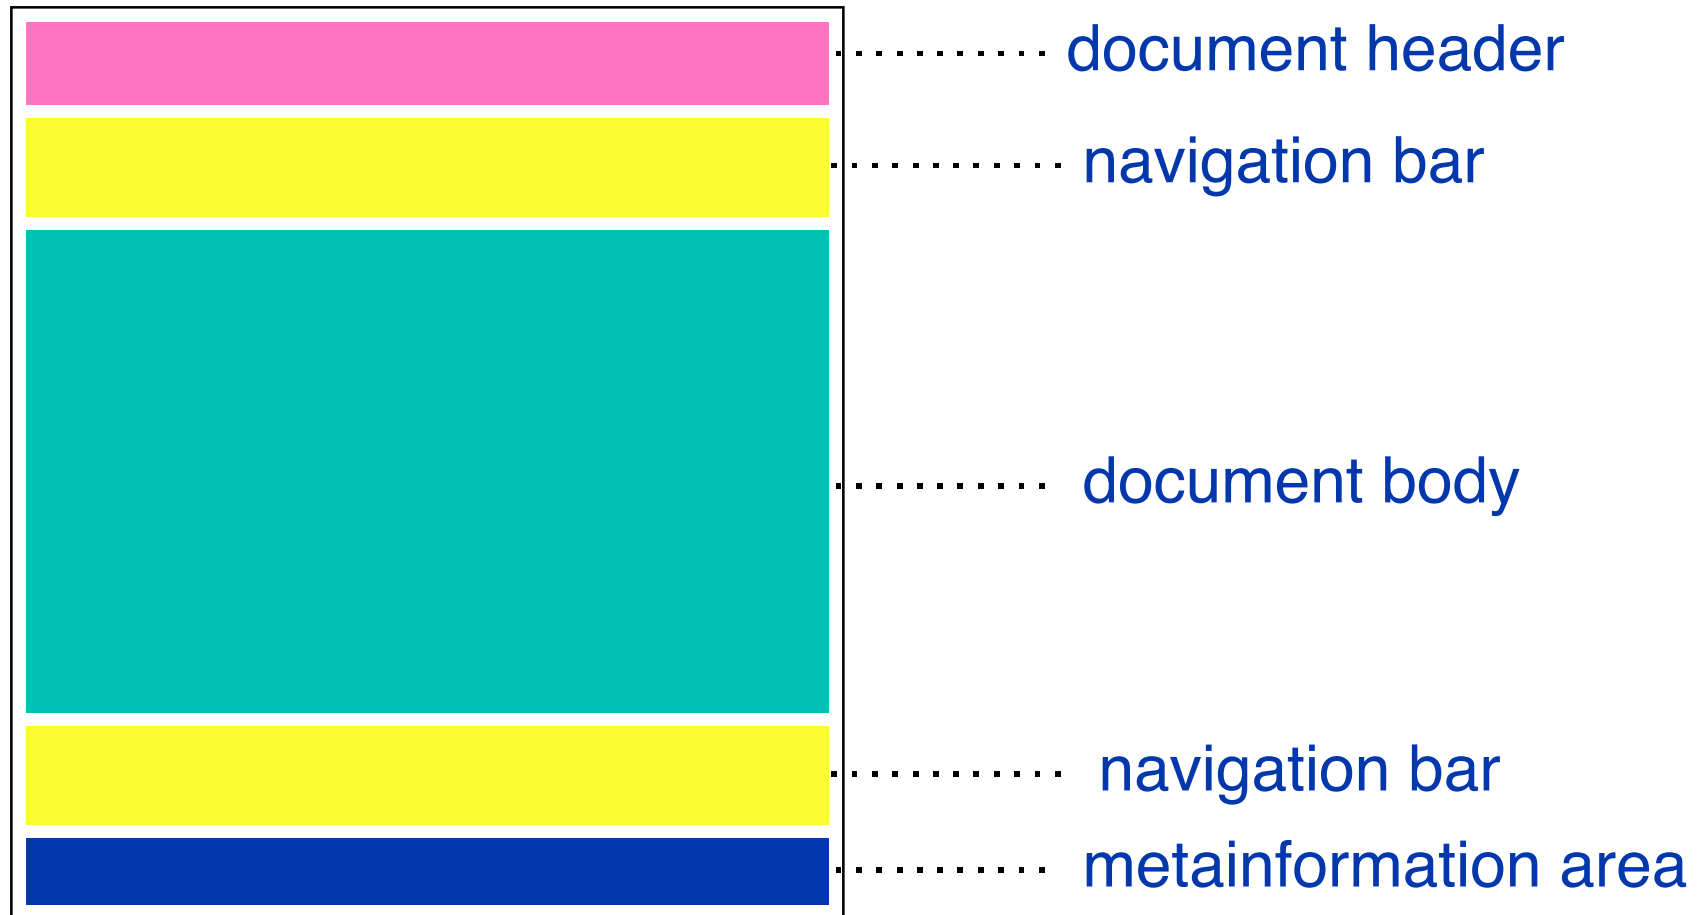 document header
navigation bar
document body
navigation bar
metainformation area